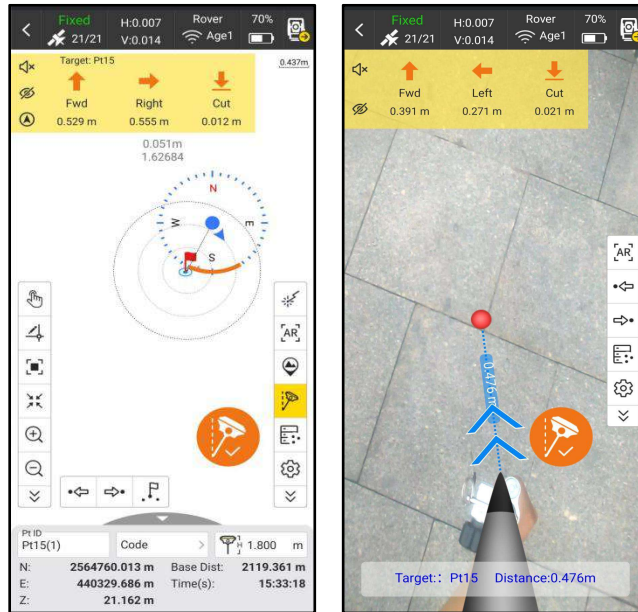 Fixed
21/21
H:0.007
V:0.014
Rover
Age1
70%
Target: Pt15
0.437m
Fwd
Right
Cut
0.529 m
0.555 m
0.012 m
0.051m
1.62684
N
W
E
S
AR
Pt ID
Pt15(1)
Code
H
1.800 m
N: 2564760.013 m Base Dist: 2119.361 m
E: 440329.686 m Time(s): 15:33:18
Z: 21.162 m
Fixed
21/21
H:0.007
V:0.014
Rover
Age1
70%
Fwd
Left
Cut
0.391 m
0.271 m
0.021 m
AR
0.476 m
Target:: Pt15 Distance:0.476m